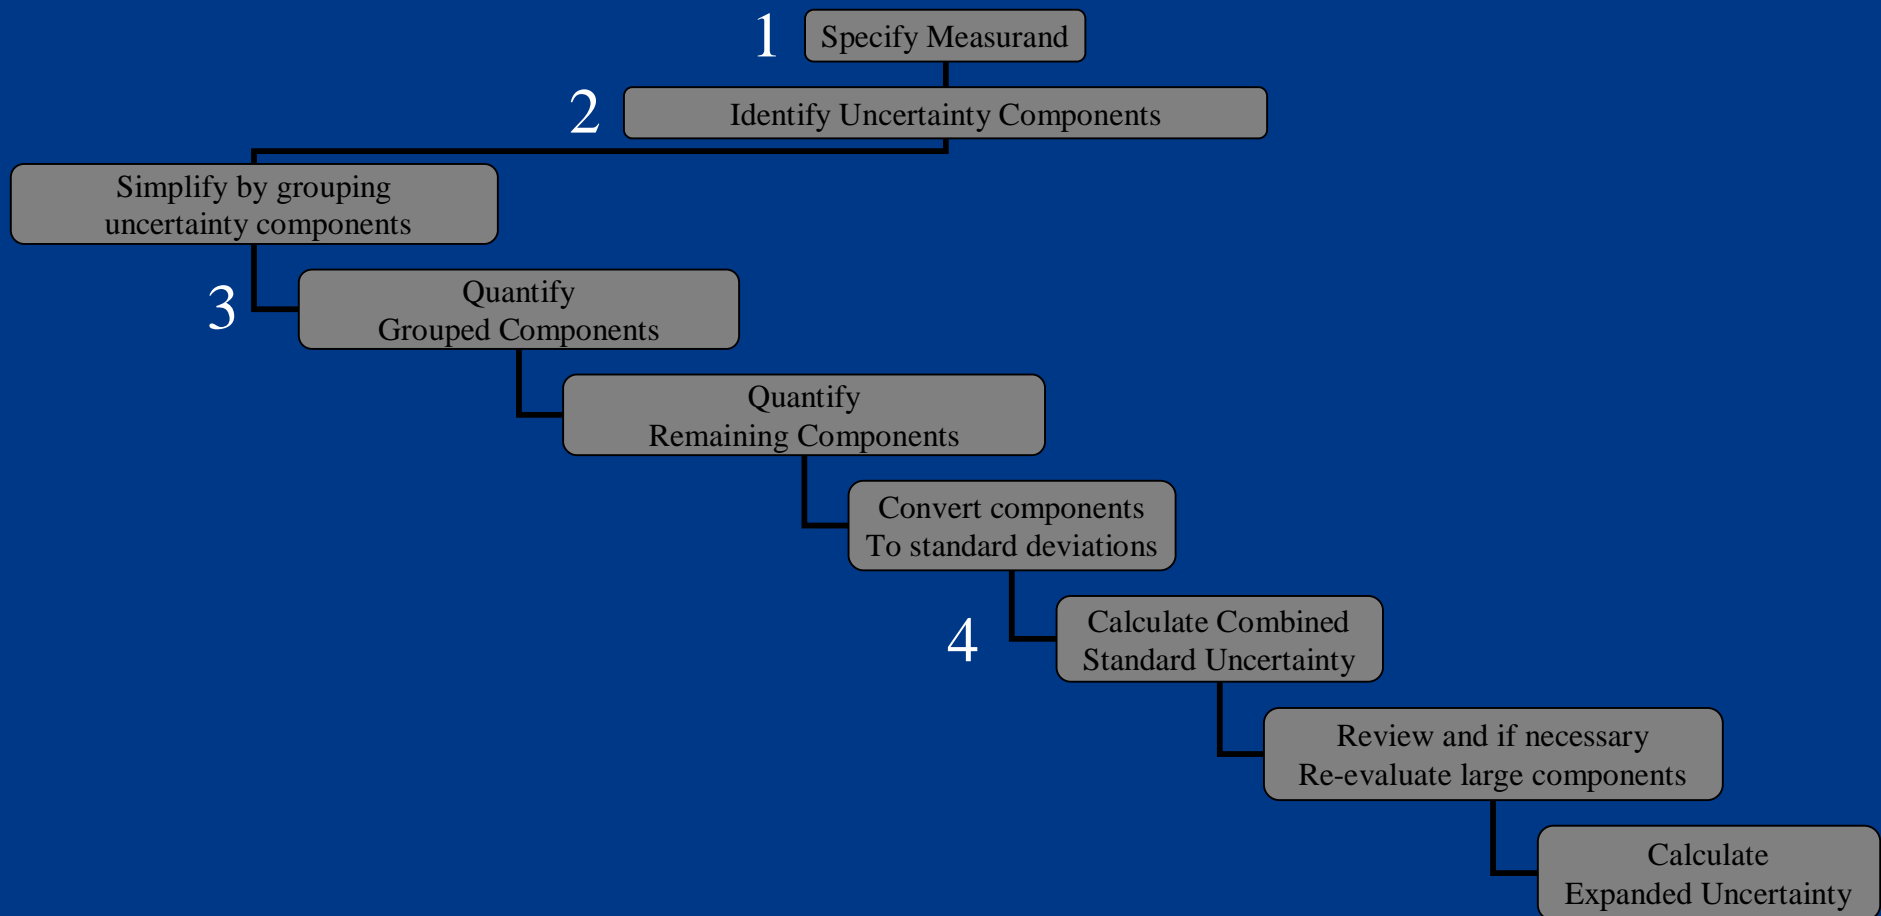 1
Specify Measurand
2
Identify Uncertainty Components
Simplify by grouping
uncertainty components
3
Quantify
Grouped Components
Quantify
Remaining Components
Convert components
To standard deviations
4
Calculate Combined
Standard Uncertainty
Review and if necessary
Re-evaluate large components
Calculate
Expanded Uncertainty